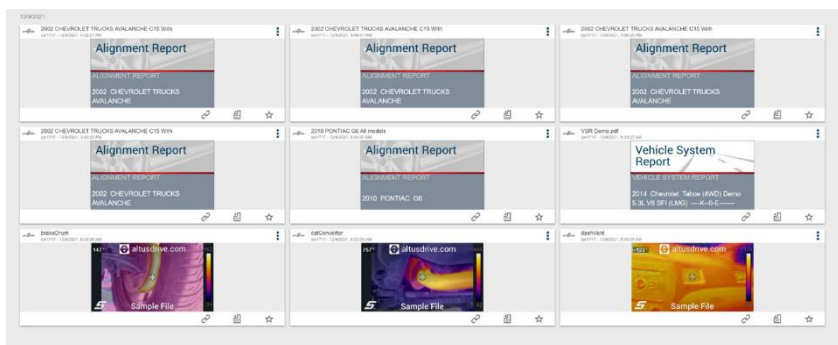 12/9/2021
2002 CHEVROLET TRUCKS AVALANCHE C15 With
Alignment Report
ALIGNMENT REPORT
2002 CHEVROLET TRUCKS
AVALANCHE
2002 CHEVROLET TRUCKS AVALANCHE C15 With
Alignment Report
ALIGNMENT REPORT
2002 CHEVROLET TRUCKS
AVALANCHE
2002 CHEVROLET TRUCKS AVALANCHE C15 With
Alignment Report
ALIGNMENT REPORT
2002 CHEVROLET TRUCKS
AVALANCHE
2002 CHEVROLET TRUCKS AVALANCHE C15 With
Alignment Report
ALIGNMENT REPORT
2002 CHEVROLET TRUCKS
AVALANCHE
2010 PONTIAC G6 All models
Alignment Report
ALIGNMENT REPORT
2010 PONTIAC G6
VSR Demo.pdf
Vehicle System
Report
VEHICLE SYSTEM REPORT
2014 Chevrolet Tahoe (4WD) Demo
5.3L V8 SFI (LMG) ----K--0-E-------
brakeDrum
147°
altusdrive.com
Sample File
catConverter
757°
altusdrive.com
Sample File
dashVent
altusdrive.com
Sample File